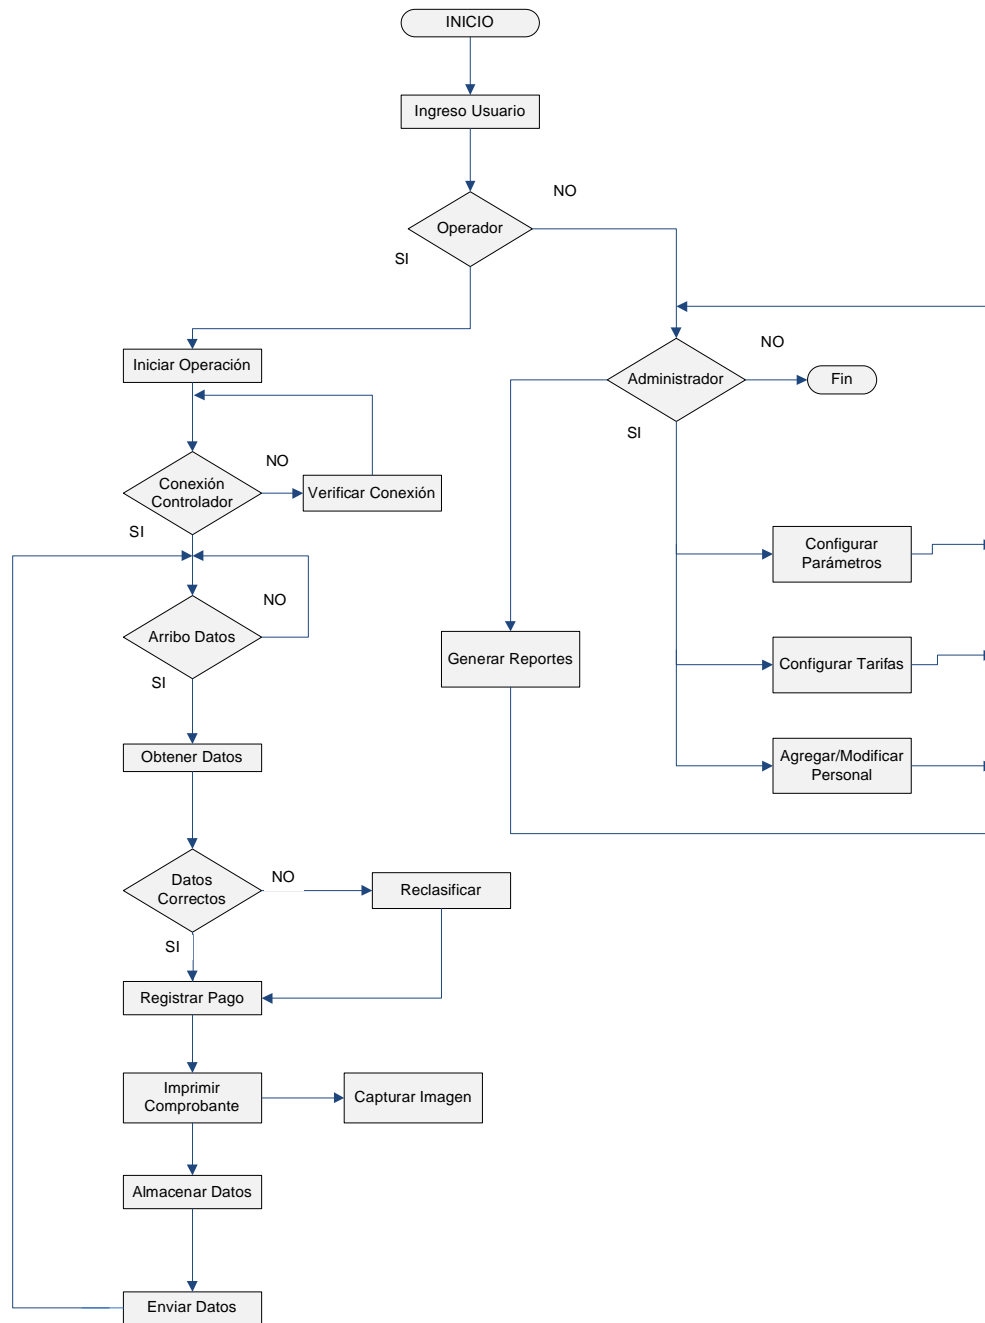 INICIO
Ingreso Usuario
NO
Operador
SI
Iniciar Operación
NO
Administrador
Fin
SI
NO
Conexión
Controlador
Verificar Conexión
SI
Configurar
Parámetros
NO
Arribo Datos
Generar Reportes
Configurar Tarifas
SI
Obtener Datos
Agregar/Modificar
Personal
Datos
Correctos
NO
Reclasificar
SI
Registrar Pago
Imprimir
Comprobante
Capturar Imagen
Almacenar Datos
Enviar Datos